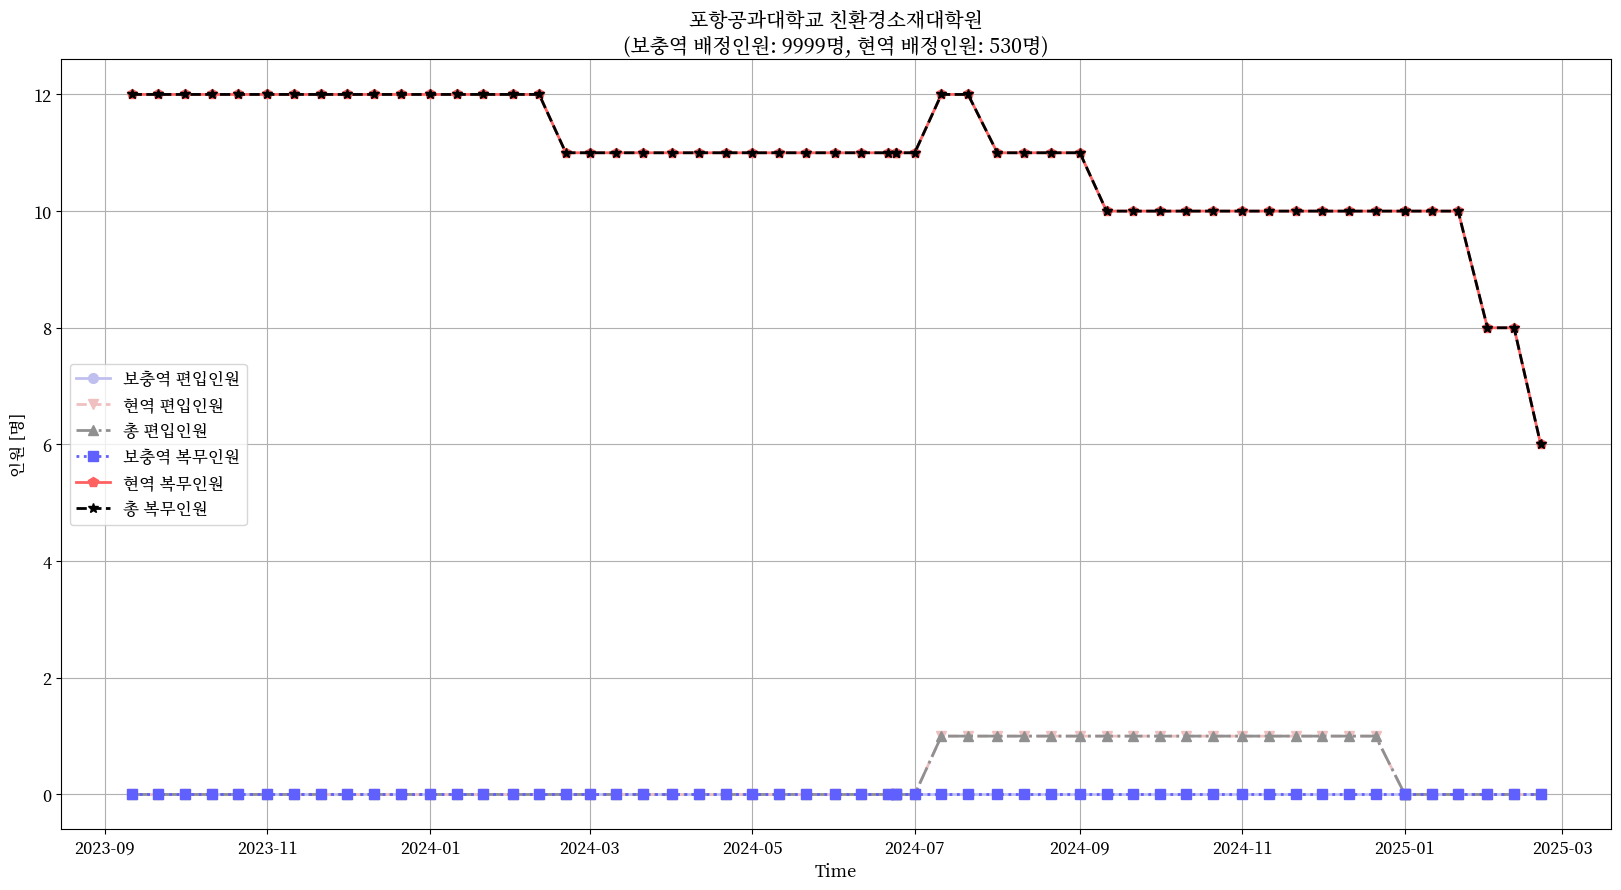 포항공과대학교 친환경소재대학원
(보충역 배정인원: 9999명, 현역 배정인원: 530명)
12
10
8
6
4
2
0
인원 [명]
보충역 편입인원
현역 편입인원
총 편입인원
보충역 복무인원
현역 복무인원
총 복무인원
2023-09
2023-11
2024-01
2024-03
2024-05
2024-07
2024-09
2024-11
2025-01
2025-03
Time